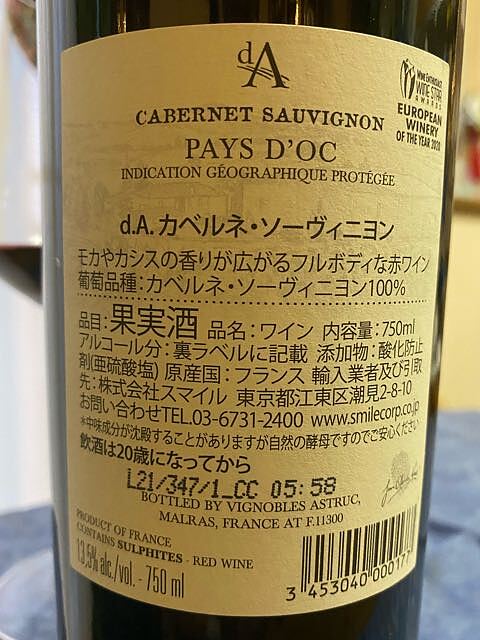 dA
WINE ENTHUSIAST
WINE STAR
AWARDS
EUROPEAN
WINERY
OF THE YEAR 2020
CABERNET SAUVIGNON
PAYS D'OC
INDICATION GÉOGRAPHIQUE PROTÉGÉE
d.A. カベルネ・ソーヴィニヨン
モカやカシスの香りが広がるフルボディな赤ワイン
葡萄品種：カベルネ・ソーヴィニヨン100%
品目：果実酒 品名：ワイン 内容量：750ml
アルコール分：裏ラベルに記載 添加物：酸化防止
剤(亜硫酸塩) 原産国：フランス 輸入業者及び引取
先：株式会社スマイル 東京都江東区潮見2-8-10
お問い合わせTEL.03-6731-2400 www.smilecorp.co.jp
*中味成分が沈殿することがありますが自然の酵母ですのでご安心ください
飲酒は20歳になってから
L21/347/1_CC 05:58
BOTTLED BY VIGNOBLES ASTRUC,
MALRAS, FRANCE AT F.11300
PRODUCT OF FRANCE
CONTAINS SULPHITES - RED WINE
13,5% alc./vol. - 750 ml
3 453040 000177